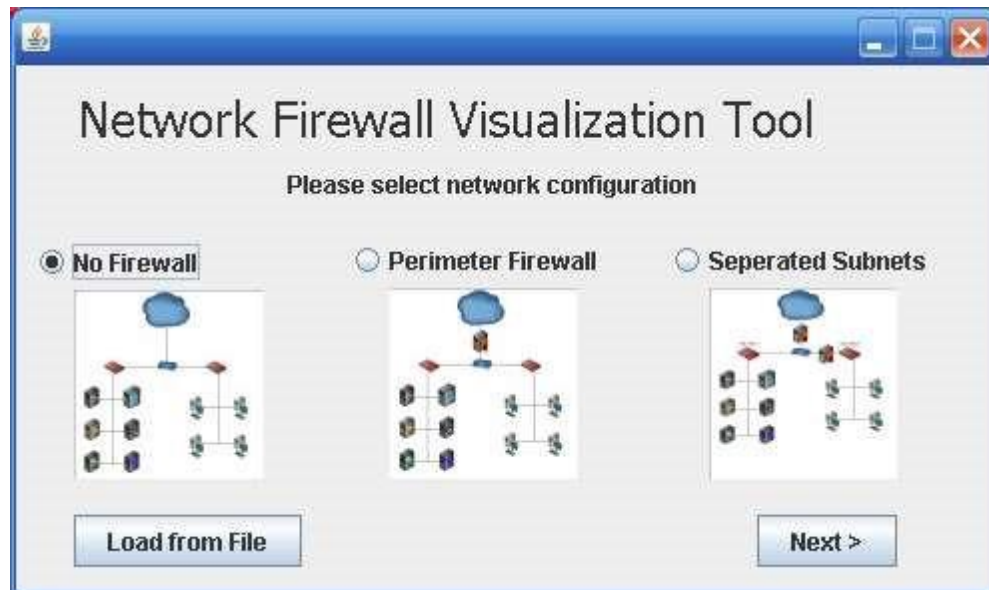 Network Firewall Visualization Tool
Please select network configuration
No Firewall
Perimeter Firewall
Seperated Subnets
Load from File
Next >